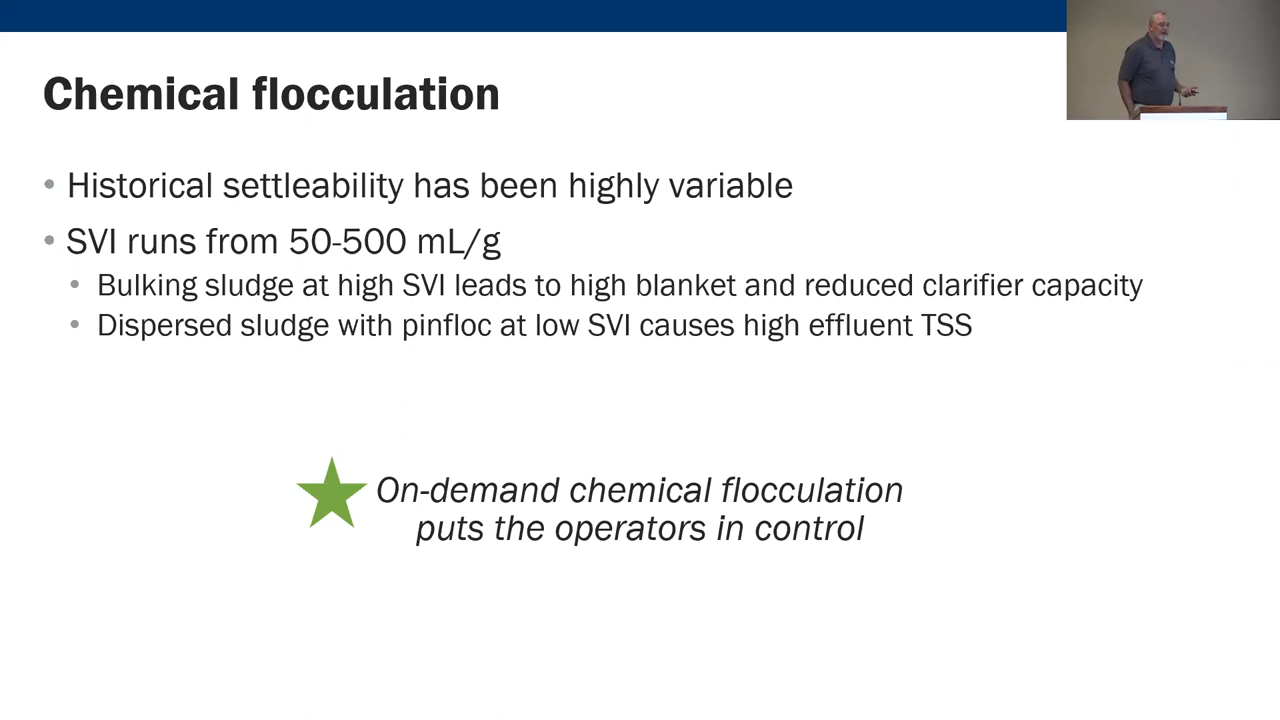 Chemical flocculation
• Historical settleability has been highly variable
• SVI runs from 50-500 mL/g
• Bulking sludge at high SVI leads to high blanket and reduced clarifier capacity
• Dispersed sludge with pinfloc at low SVI causes high effluent TSS
On-demand chemical flocculation
puts the operators in control